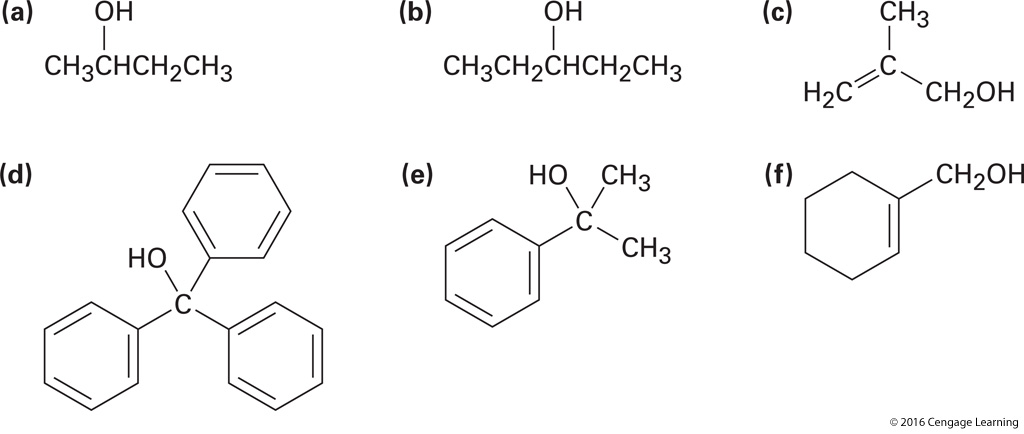 (a) OH
CH₃CHCH₂CH₃
(b) OH
CH₃CH₂CHCH₂CH₃
(c) CH₃
C
H₂C CH₂OH
(d)
HO
C
(e) HO CH₃
C
CH₃
(f) CH₂OH
© 2016 Cengage Learning